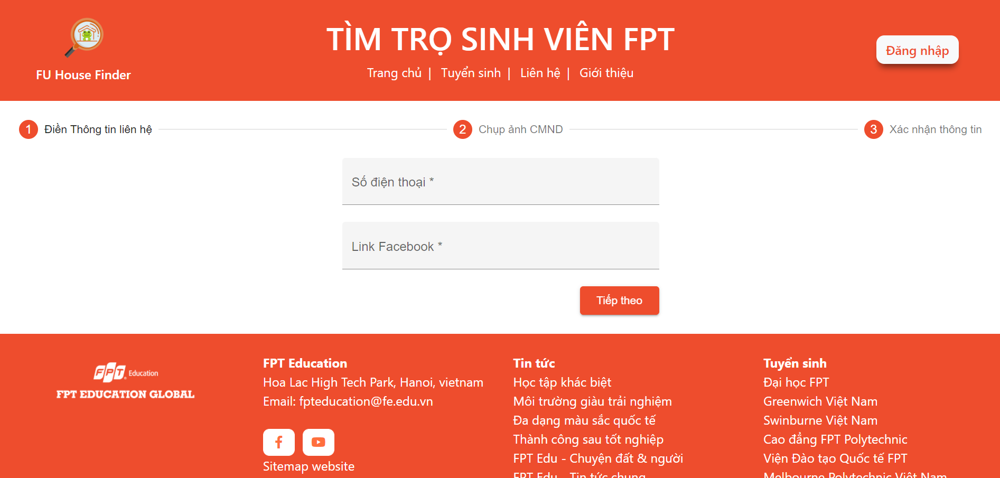 FU House Finder
TÌM TRỌ SINH VIÊN FPT
Trang chủ | Tuyển sinh | Liên hệ | Giới thiệu
Đăng nhập
1 Điền Thông tin liên hệ
2 Chụp ảnh CMND
3 Xác nhận thông tin
Số điện thoại *
Link Facebook *
Tiếp theo
FPT Education
FPT EDUCATION GLOBAL
FPT Education
Hoa Lac High Tech Park, Hanoi, vietnam
Email: fpteducation@fe.edu.vn
Sitemap website
Tin tức
Học tập khác biệt
Môi trường giàu trải nghiệm
Đa dạng màu sắc quốc tế
Thành công sau tốt nghiệp
FPT Edu - Chuyện đất & người
FPT Edu - Tin tức chung
Tuyển sinh
Đại học FPT
Greenwich Việt Nam
Swinburne Việt Nam
Cao đẳng FPT Polytechnic
Viện Đào tạo Quốc tế FPT
Melbourne Polytechnic Việt Nam